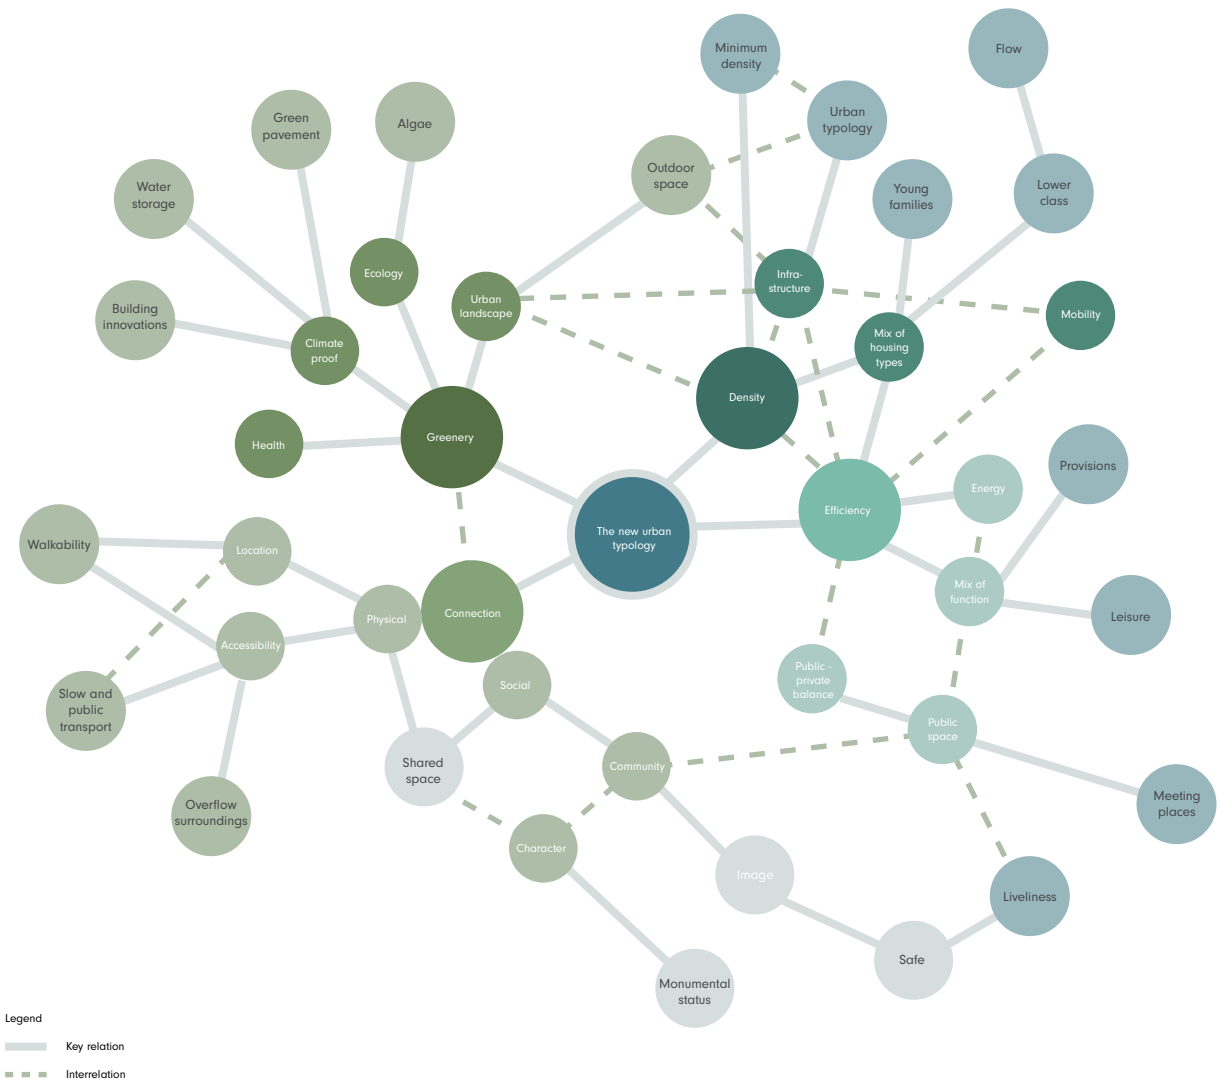 Minimum
density
Flow
Green
pavement
Algae
Urban
typology
Outdoor
space
Water
storage
Young
families
Lower
class
Ecology
Infra-
structure
Urban
landscape
Building
innovations
Mobility
Climate
proof
Mix of
housing
types
Density
Greenery
Health
Provisions
Energy
Efficiency
The new urban
typology
Walkability
Location
Mix of
function
Connection
Physical
Leisure
Accessibility
Public -
private
balance
Social
Slow and
public
transport
Public
space
Shared
space
Community
Meeting
places
Overflow
surroundings
Character
Image
Liveliness
Safe
Monumental
status
Legend
Key relation
Interrelation